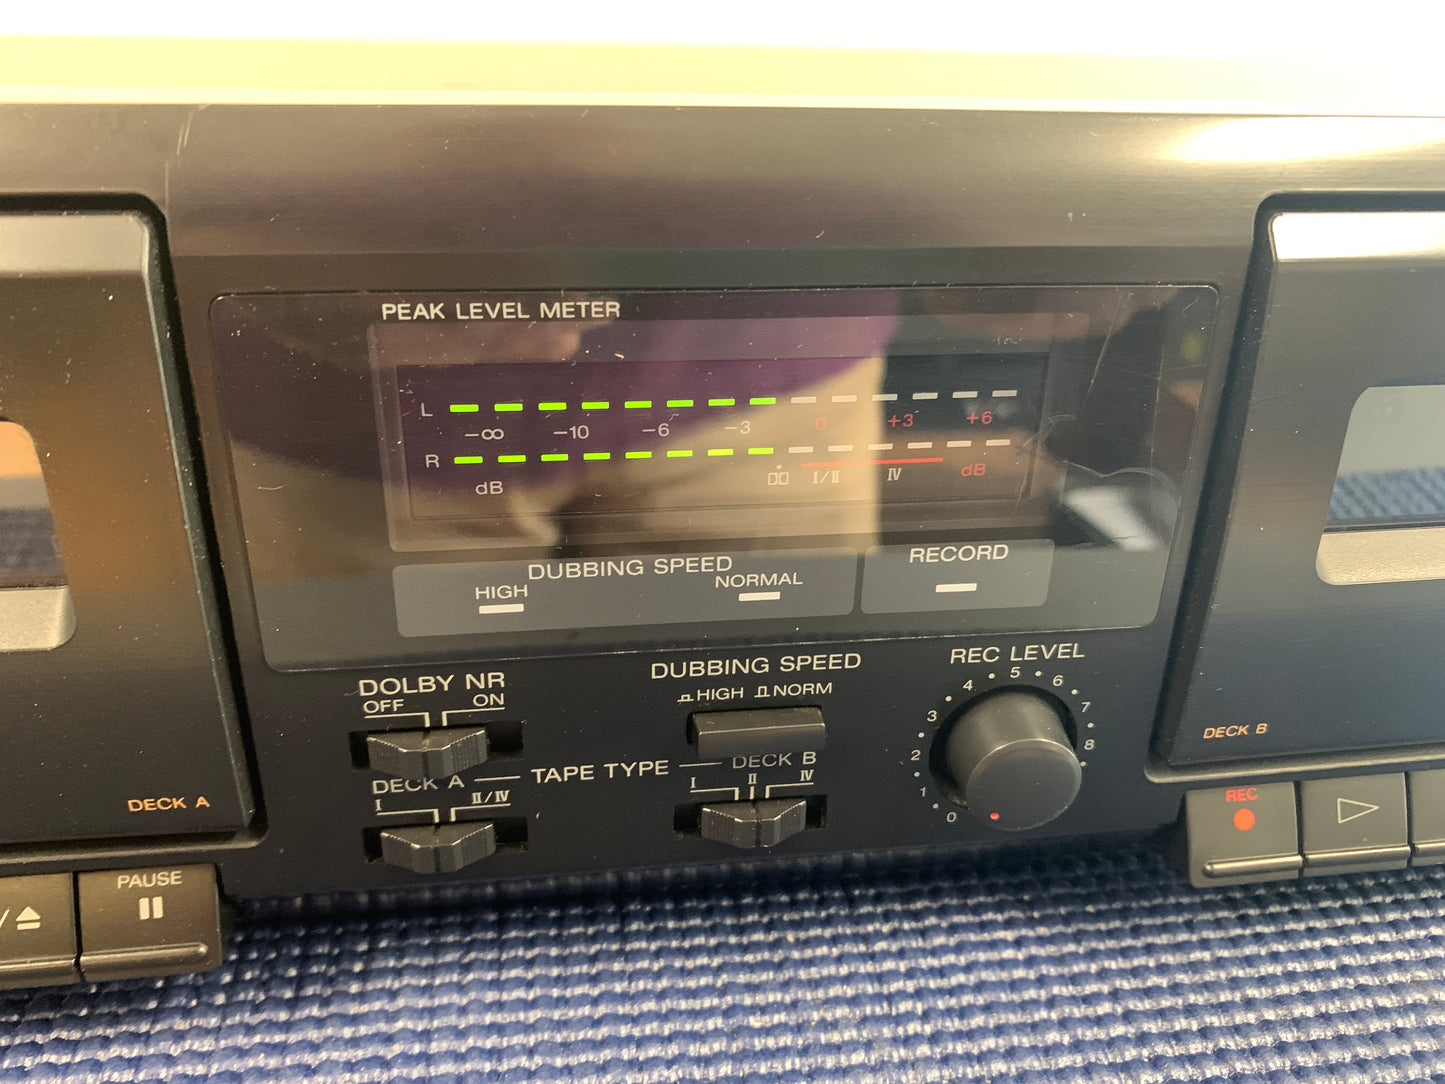 PEAK LEVEL METER
L
−∞ −10 −6 −3 0 +3 +6
R
dB I/II IV dB
DUBBING SPEED
HIGH NORMAL
RECORD
DOLBY NR
OFF ON
DUBBING SPEED
HIGH NORM
REC LEVEL
0 1 2 3 4 5 6 7 8
DECK A — TAPE TYPE — DECK B
I II/IV
I II IV
DECK A
DECK B
PAUSE
REC